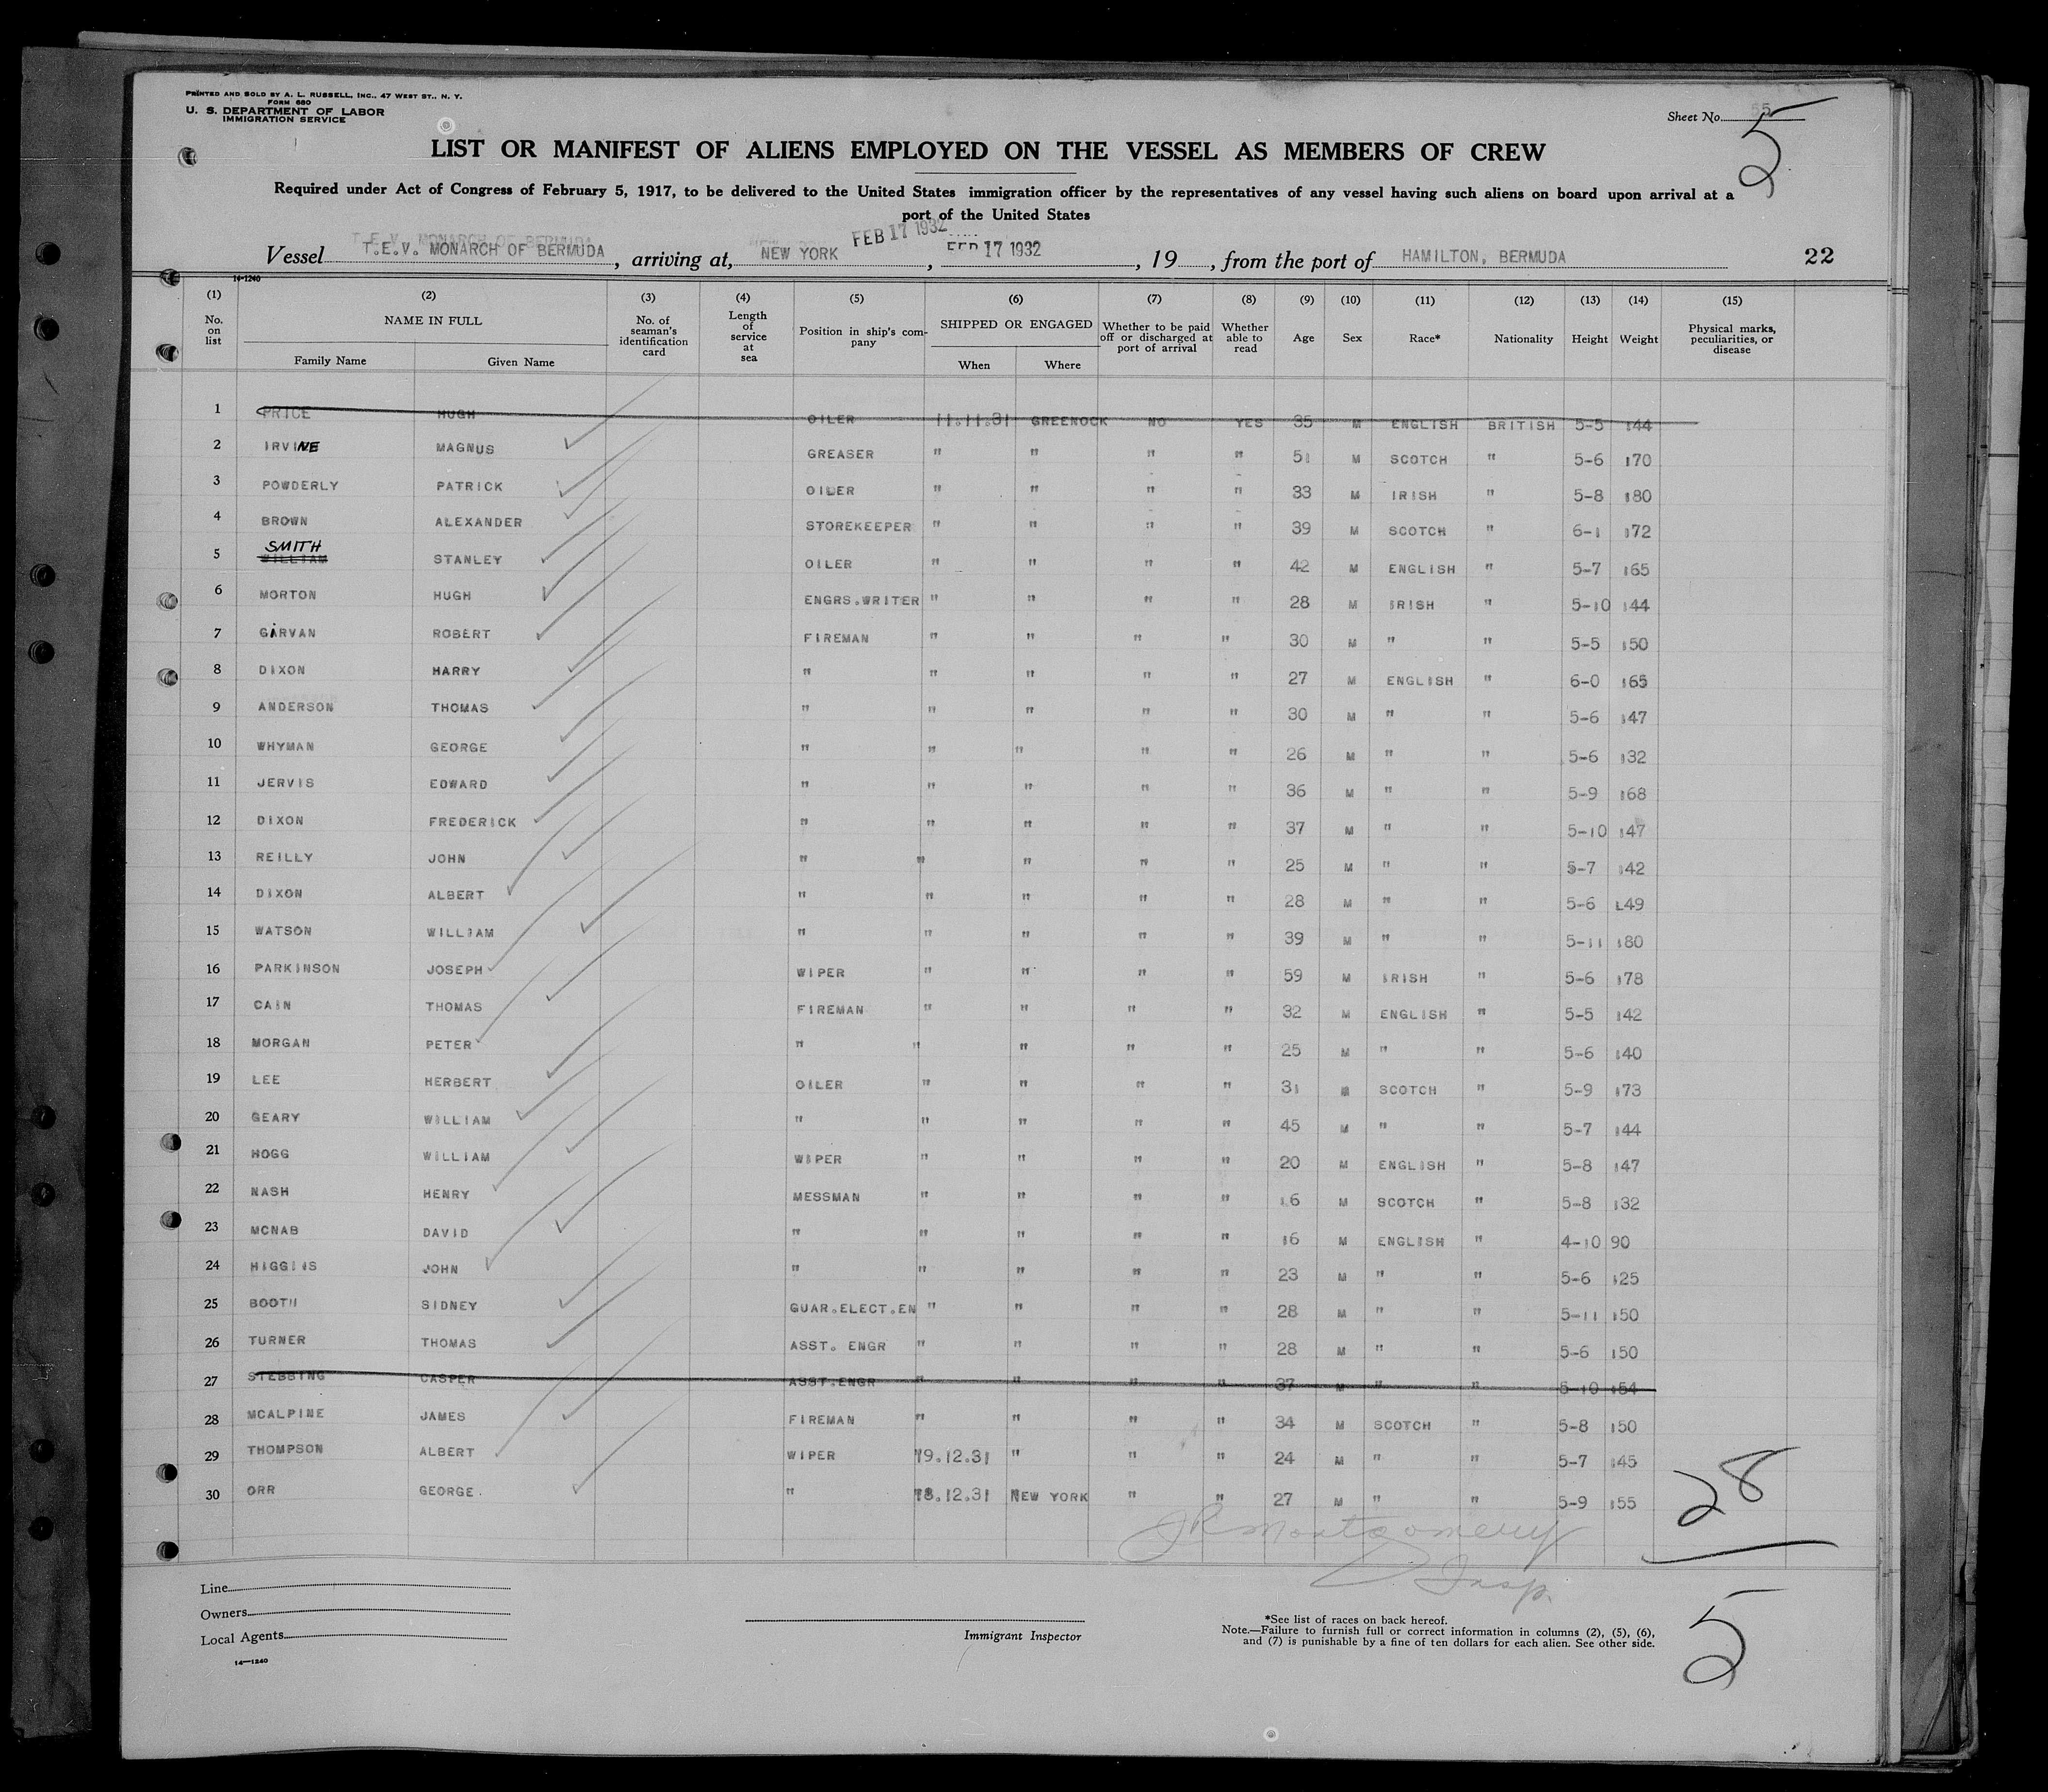 PRINTED AND SOLD BY A. L. RUSSELL, INC., 47 WEST ST., N. Y.
FORM 680
U. S. DEPARTMENT OF LABOR
IMMIGRATION SERVICE
Sheet No. 55
5
LIST OR MANIFEST OF ALIENS EMPLOYED ON THE VESSEL AS MEMBERS OF CREW
Required under Act of Congress of February 5, 1917, to be delivered to the United States immigration officer by the representatives of any vessel having such aliens on board upon arrival at a
port of the United States
T.E.V. MONARCH OF BERMUDA FEB 17 1932
Vessel T.E.V. MONARCH OF BERMUDA, arriving at, NEW YORK, FEB 17 1932, 19, from the port of HAMILTON, BERMUDA 22
14-1240
(1) (2) (3) (4) (5) (6) (7) (8) (9) (10) (11) (12) (13) (14) (15)
No. on list NAME IN FULL Family Name Given Name No. of seaman's identification card Length of service at sea Position in ship's company SHIPPED OR ENGAGED When Where Whether to be paid off or discharged at port of arrival Whether able to read Age Sex Race* Nationality Height Weight Physical marks, peculiarities, or disease
1 PRICE HUGH OILER 11.11.31 GREENOCK NO YES 35 M ENGLISH BRITISH 5-5 144
2 IRVINE MAGNUS GREASER " " " " 51 M SCOTCH " 5-6 170
3 POWDERLY PATRICK OILER " " " " 33 M IRISH " 5-8 180
4 BROWN ALEXANDER STOREKEEPER " " " " 39 M SCOTCH " 6-1 172
SMITH
5 WILLIAM STANLEY OILER " " " " 42 M ENGLISH " 5-7 165
6 MORTON HUGH ENGRS.WRITER " " " " 28 M IRISH " 5-10 144
7 GARVAN ROBERT FIREMAN " " " " 30 M " " 5-5 150
8 DIXON HARRY " " " " " 27 M ENGLISH " 6-0 165
9 ANDERSON THOMAS " " " " " 30 M " " 5-6 147
10 WHYMAN GEORGE " " " " " 26 M " " 5-6 132
11 JERVIS EDWARD " " " " " 36 M " " 5-9 168
12 DIXON FREDERICK " " " " " 37 M " " 5-10 147
13 REILLY JOHN " " " " " 25 M " " 5-7 142
14 DIXON ALBERT " " " " " 28 M " " 5-6 149
15 WATSON WILLIAM " " " " " 39 M " " 5-11 180
16 PARKINSON JOSEPH WIPER " " " " 59 M IRISH " 5-6 178
17 CAIN THOMAS FIREMAN " " " " 32 M ENGLISH " 5-5 142
18 MORGAN PETER " " " " " 25 M " " 5-6 140
19 LEE HERBERT OILER " " " " 31 M SCOTCH " 5-9 173
20 GEARY WILLIAM " " " " " 45 M " " 5-7 144
21 HOGG WILLIAM WIPER " " " " 20 M ENGLISH " 5-8 147
22 NASH HENRY MESSMAN " " " " 16 M SCOTCH " 5-8 132
23 MCNAB DAVID " " " " " 16 M ENGLISH " 4-10 90
24 HIGGINS JOHN " " " " " 23 M " " 5-6 125
25 BOOTH SIDNEY GUAR.ELECT.EN " " " " 28 M " " 5-11 150
26 TURNER THOMAS ASST. ENGR " " " " 28 M " " 5-6 150
27 STEBBING CASPER ASST.ENGR " " " " 37 M " " 5-10 154
28 MCALPINE JAMES FIREMAN " " " " 34 M SCOTCH " 5-8 150
29 THOMPSON ALBERT WIPER 19.12.31 " " " 24 M " " 5-7 145
30 ORR GEORGE " 18.12.31 NEW YORK " " 27 M " " 5-9 155
28
JR Montgomery
Insp.
Line
Owners
Local Agents
14-1240
Immigrant Inspector
*See list of races on back hereof.
Note.—Failure to furnish full or correct information in columns (2), (5), (6),
and (7) is punishable by a fine of ten dollars for each alien. See other side.
5